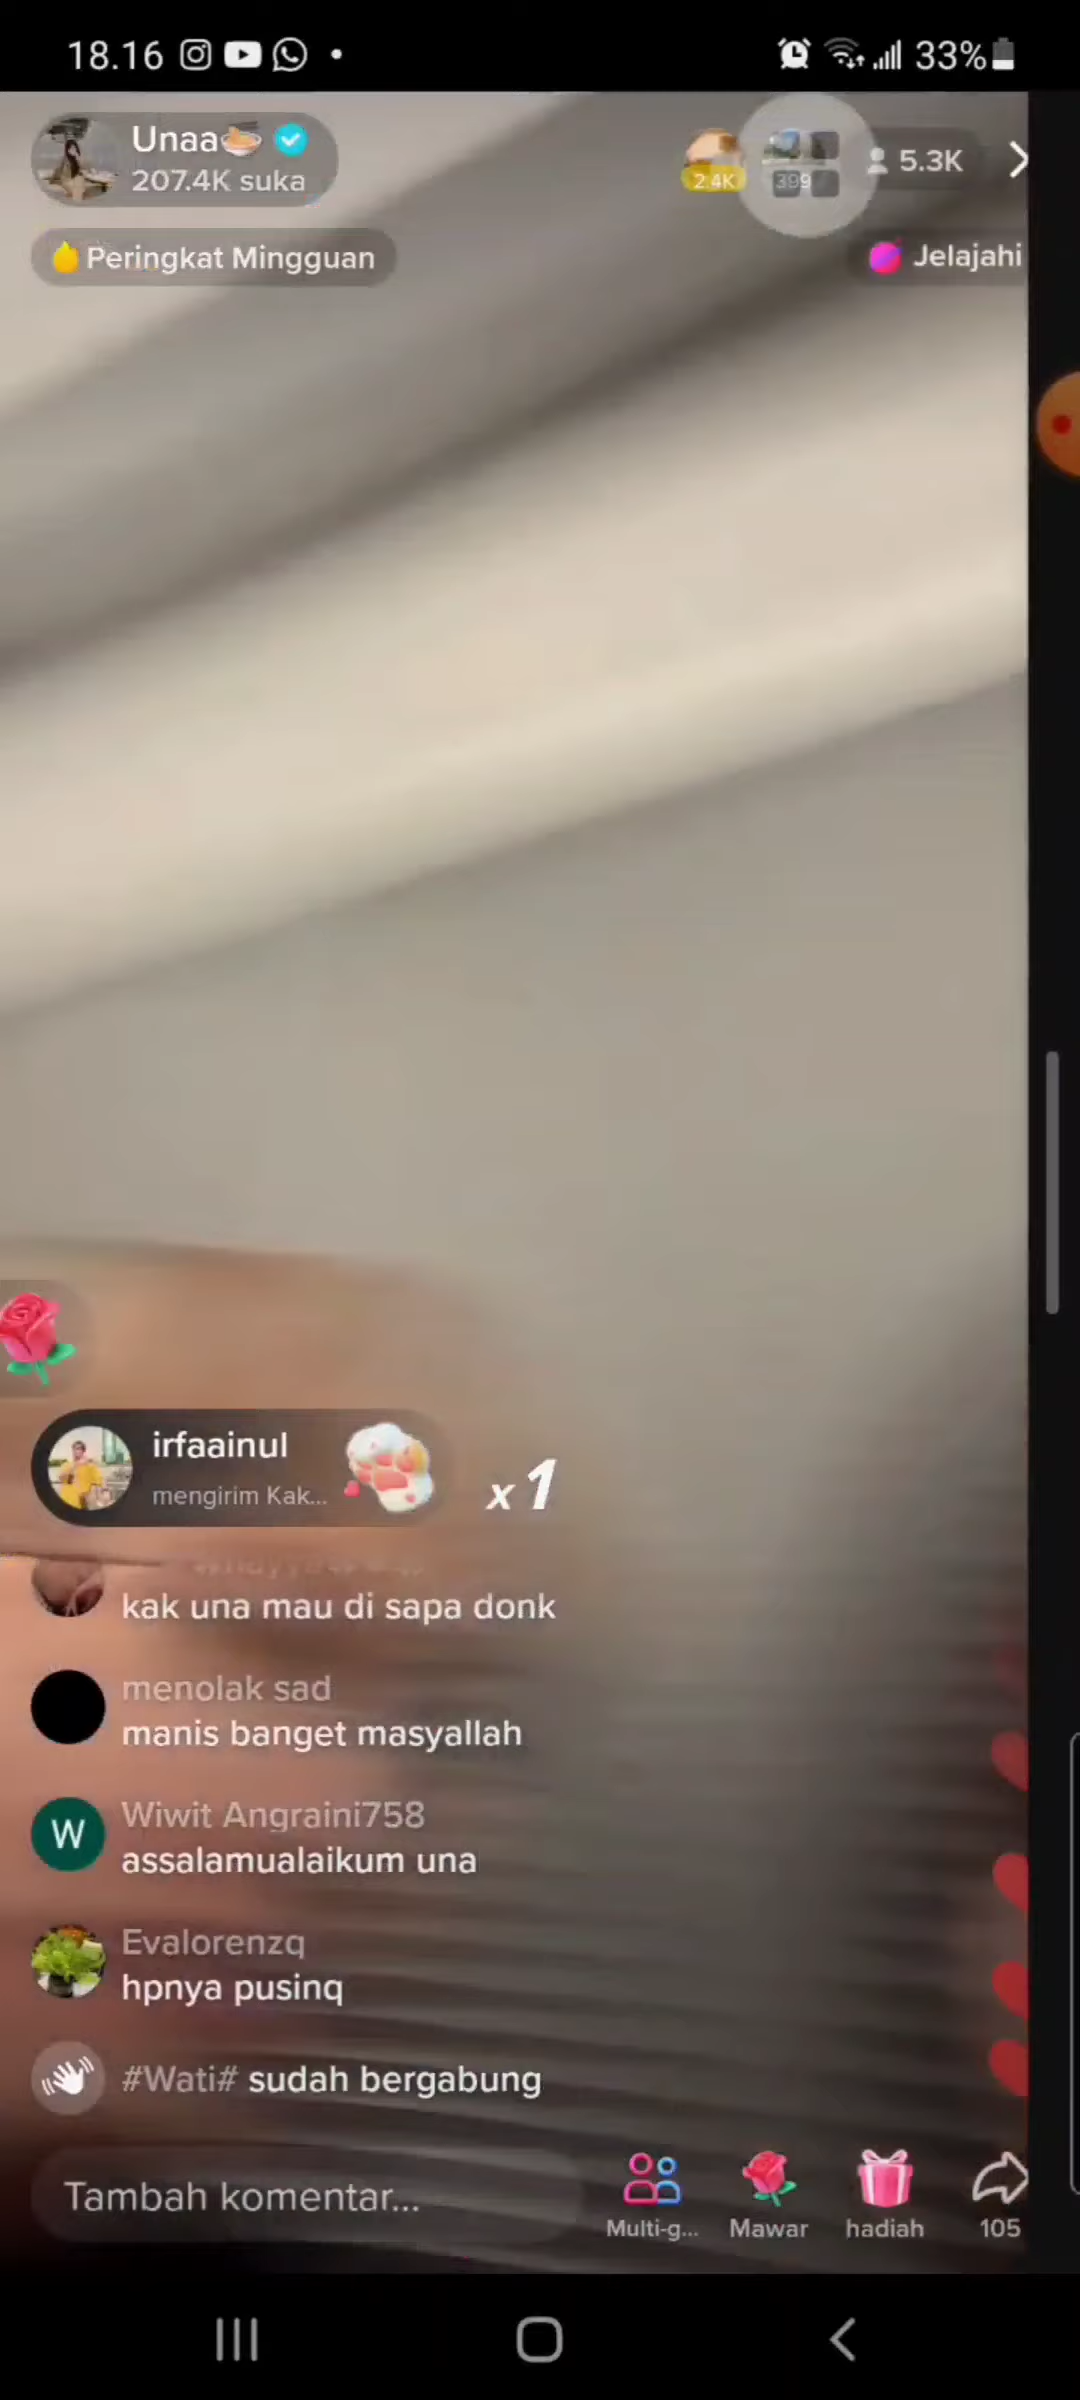 18.16
33%
Unaa
207.4K suka
2.4K
399
5.3K
Peringkat Mingguan
Jelajahi
irfaainul
mengirim Kak...
x1
kak una mau di sapa donk
menolak sad
manis banget masyallah
W
Wiwit Angraini758
assalamualaikum una
Evalorenzq
hpnya pusinq
#Wati# sudah bergabung
Tambah komentar...
Multi-g...
Mawar
hadiah
105